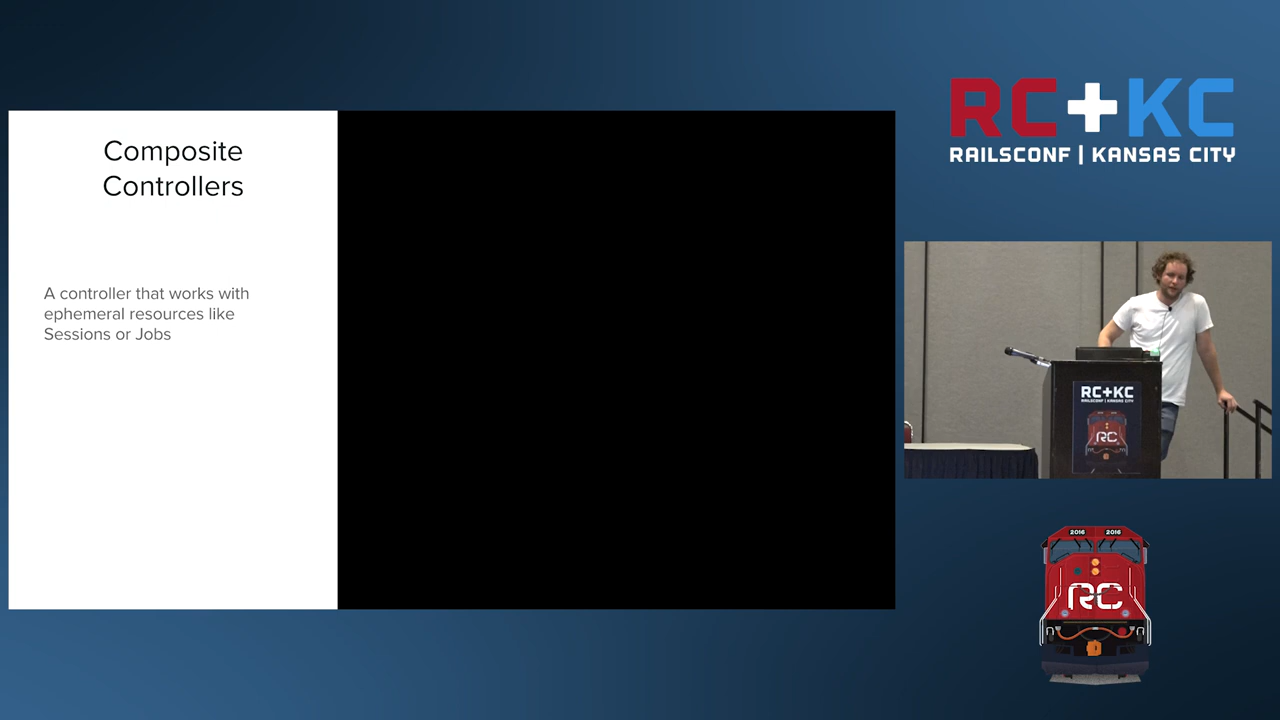 Composite
Controllers
A controller that works with
ephemeral resources like
Sessions or Jobs
RC+KC
RAILSCONF | KANSAS CITY
RC+KC
RAILSCONF | KANSAS CITY
RC
2016 2016
RC